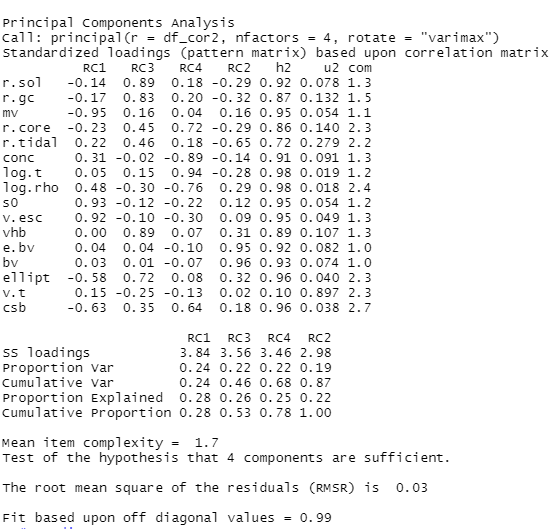 Principal Components Analysis
Call: principal(r = df_cor2, nfactors = 4, rotate = "varimax")
Standardized loadings (pattern matrix) based upon correlation matrix
RC1 RC3 RC4 RC2 h2 u2 com
r.sol -0.14 0.89 0.18 -0.29 0.92 0.078 1.3
r.gc -0.17 0.83 0.20 -0.32 0.87 0.132 1.5
mv -0.95 0.16 0.04 0.16 0.95 0.054 1.1
r.core -0.23 0.45 0.72 -0.29 0.86 0.140 2.3
r.tidal 0.22 0.46 0.18 -0.65 0.72 0.279 2.2
conc 0.31 -0.02 -0.89 -0.14 0.91 0.091 1.3
log.t 0.05 0.15 0.94 -0.28 0.98 0.019 1.2
log.rho 0.48 -0.30 -0.76 0.29 0.98 0.018 2.4
s0 0.93 -0.12 -0.22 0.12 0.95 0.054 1.2
v.esc 0.92 -0.10 -0.30 0.09 0.95 0.049 1.3
vhb 0.00 0.89 0.07 0.31 0.89 0.107 1.3
e.bv 0.04 0.04 -0.10 0.95 0.92 0.082 1.0
bv 0.03 0.01 -0.07 0.96 0.93 0.074 1.0
ellipt -0.58 0.72 0.08 0.32 0.96 0.040 2.3
v.t 0.15 -0.25 -0.13 0.02 0.10 0.897 2.3
csb -0.63 0.35 0.64 0.18 0.96 0.038 2.7
RC1 RC3 RC4 RC2
SS loadings 3.84 3.56 3.46 2.98
Proportion Var 0.24 0.22 0.22 0.19
Cumulative Var 0.24 0.46 0.68 0.87
Proportion Explained 0.28 0.26 0.25 0.22
Cumulative Proportion 0.28 0.53 0.78 1.00
Mean item complexity = 1.7
Test of the hypothesis that 4 components are sufficient.
The root mean square of the residuals (RMSR) is 0.03
Fit based upon off diagonal values = 0.99